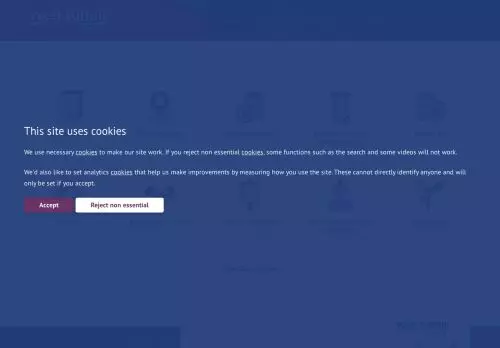 This site uses cookies
We use necessary cookies to make our site work. If you reject non essential cookies, some functions such as the search and some videos will not work.
We'd also like to set analytics cookies that help us make improvements by measuring how you use the site. These cannot directly identify anyone and will
only be set if you accept.
Accept
Reject non essential